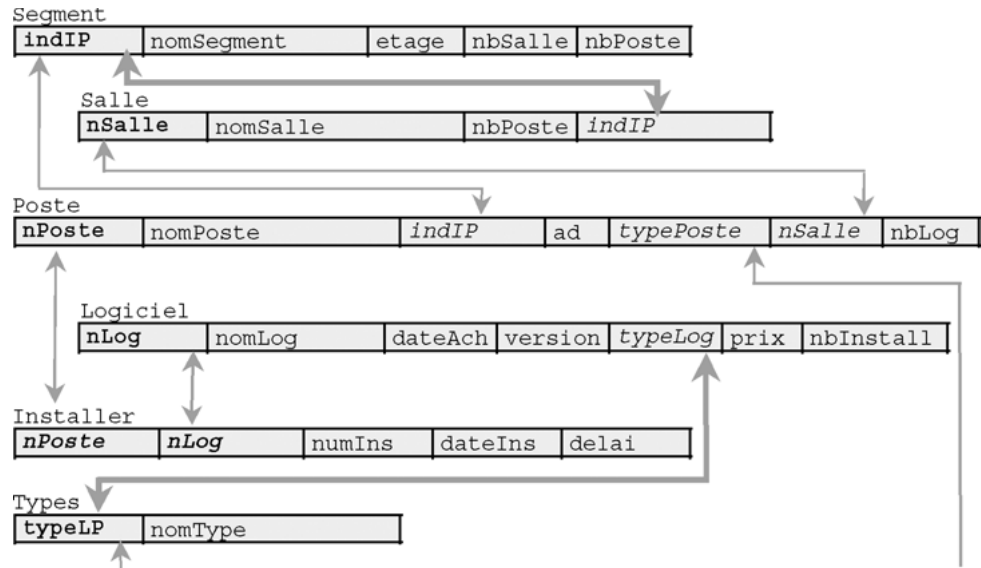 Segment
indIP nomSegment etage nbSalle nbPoste
Salle
nSalle nomSalle nbPoste indIP
Poste
nPoste nomPoste indIP ad typePoste nSalle nbLog
Logiciel
nLog nomLog dateAch version typeLog prix nbInstall
Installer
nPoste nLog numIns dateIns delai
Types
typeLP nomType